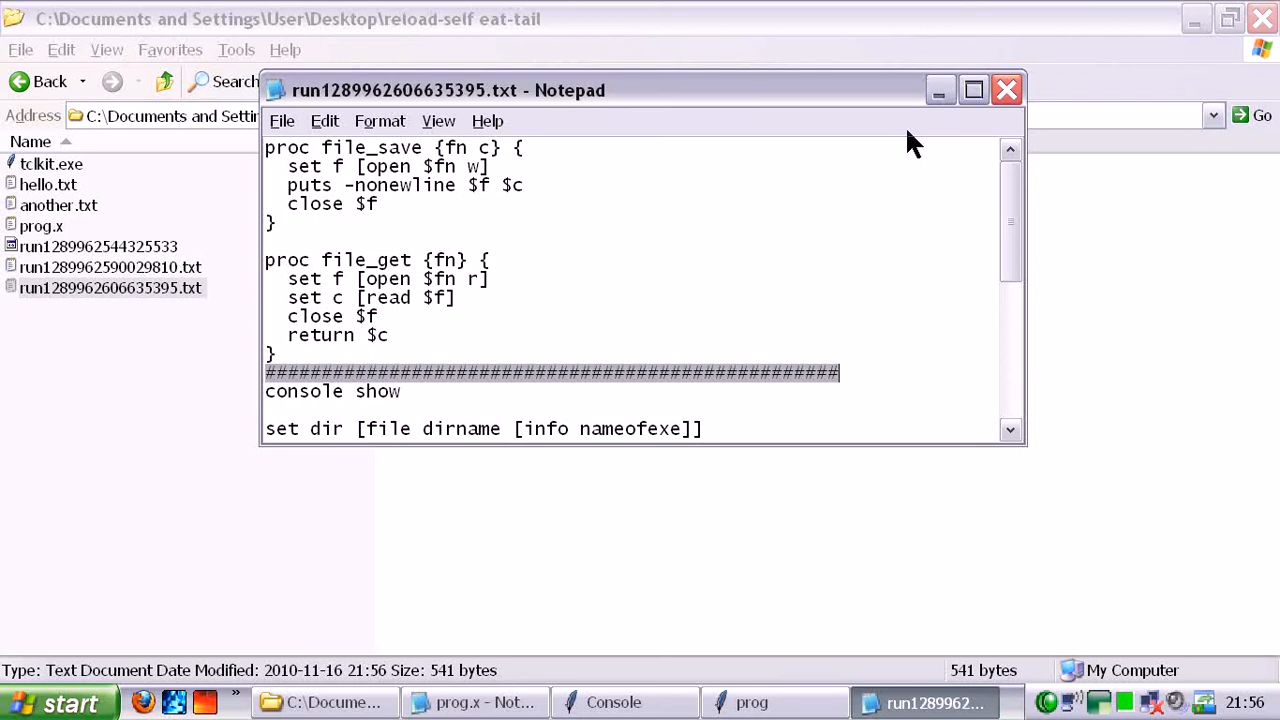 C:\Documents and Settings\User\Desktop\reload-self eat-tail
File Edit View Favorites Tools Help
Back Search
Address C:\Documents and Settin Go
Name
tclkit.exe
hello.txt
another.txt
prog.x
run1289962544325533
run1289962590029810.txt
run1289962606635395.txt
run1289962606635395.txt - Notepad
File Edit Format View Help
proc file_save {fn c} {
  set f [open $fn w]
  puts -nonewline $f $c
  close $f
}
proc file_get {fn} {
  set f [open $fn r]
  set c [read $f]
  close $f
  return $c
}
###################################################
console show
set dir [file dirname [info nameofexe]]
Type: Text Document Date Modified: 2010-11-16 21:56 Size: 541 bytes 541 bytes My Computer
start » C:\Docume... prog.x - Not... Console prog run1289962... 21:56